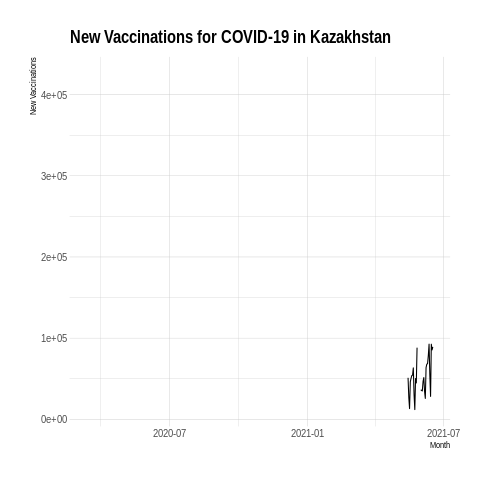 New Vaccinations for COVID-19 in Kazakhstan
New Vaccinations
4e+05
3e+05
2e+05
1e+05
0e+00
2020-07 2021-01 2021-07
Month